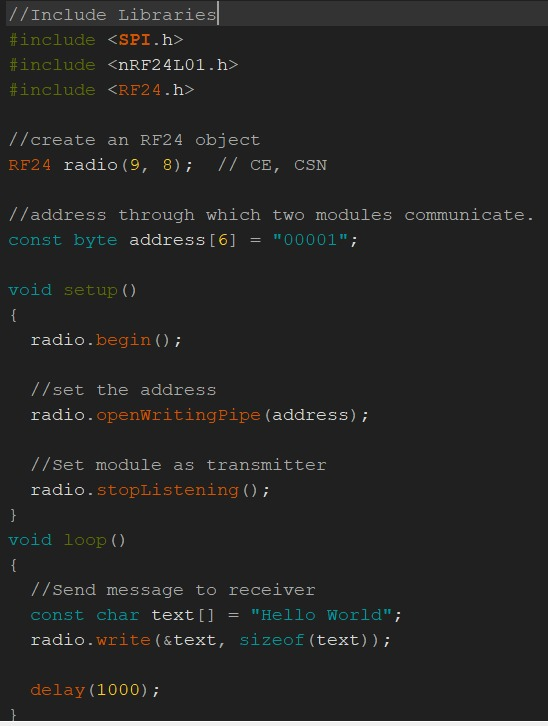 //Include Libraries
#include <SPI.h>
#include <nRF24L01.h>
#include <RF24.h>

//create an RF24 object
RF24 radio(9, 8);  // CE, CSN

//address through which two modules communicate.
const byte address[6] = "00001";

void setup()
{
  radio.begin();

  //set the address
  radio.openWritingPipe(address);

  //Set module as transmitter
  radio.stopListening();
}
void loop()
{
  //Send message to receiver
  const char text[] = "Hello World";
  radio.write(&text, sizeof(text));

  delay(1000);
}